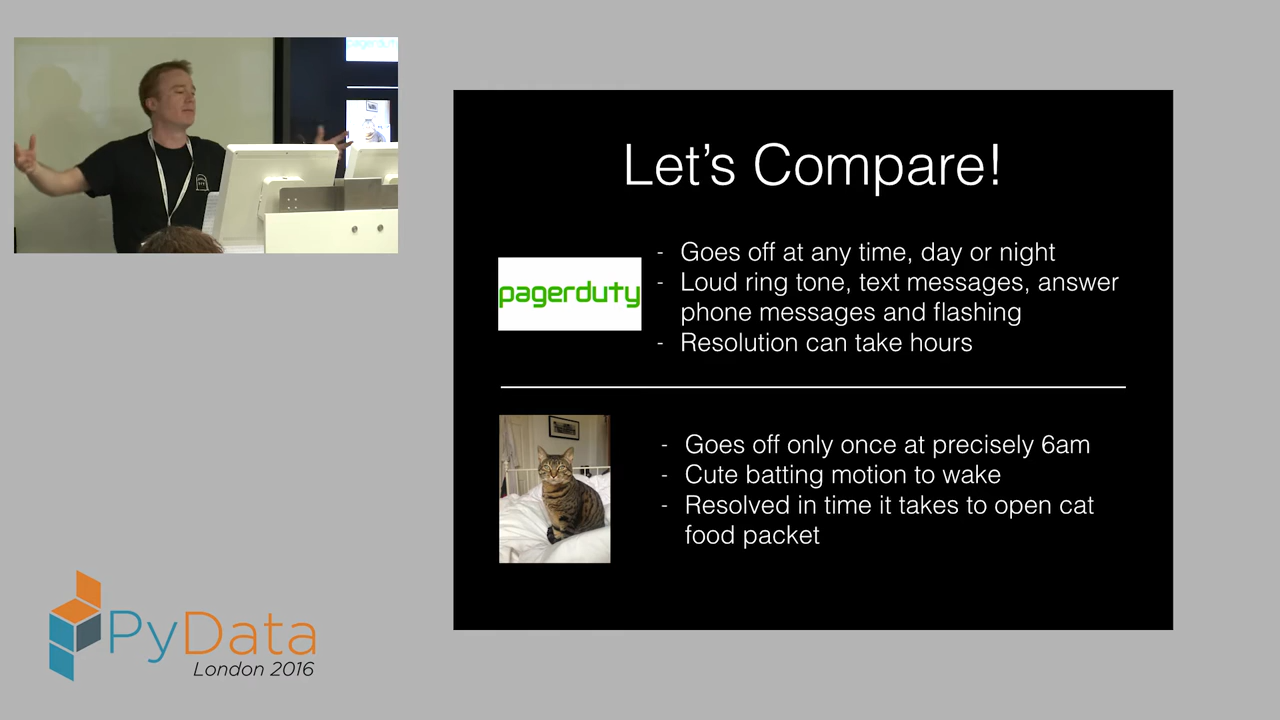 Let's Compare!
pagerduty
- Goes off at any time, day or night
- Loud ring tone, text messages, answer
phone messages and flashing
- Resolution can take hours
- Goes off only once at precisely 6am
- Cute batting motion to wake
- Resolved in time it takes to open cat
food packet
PyData
London 2016